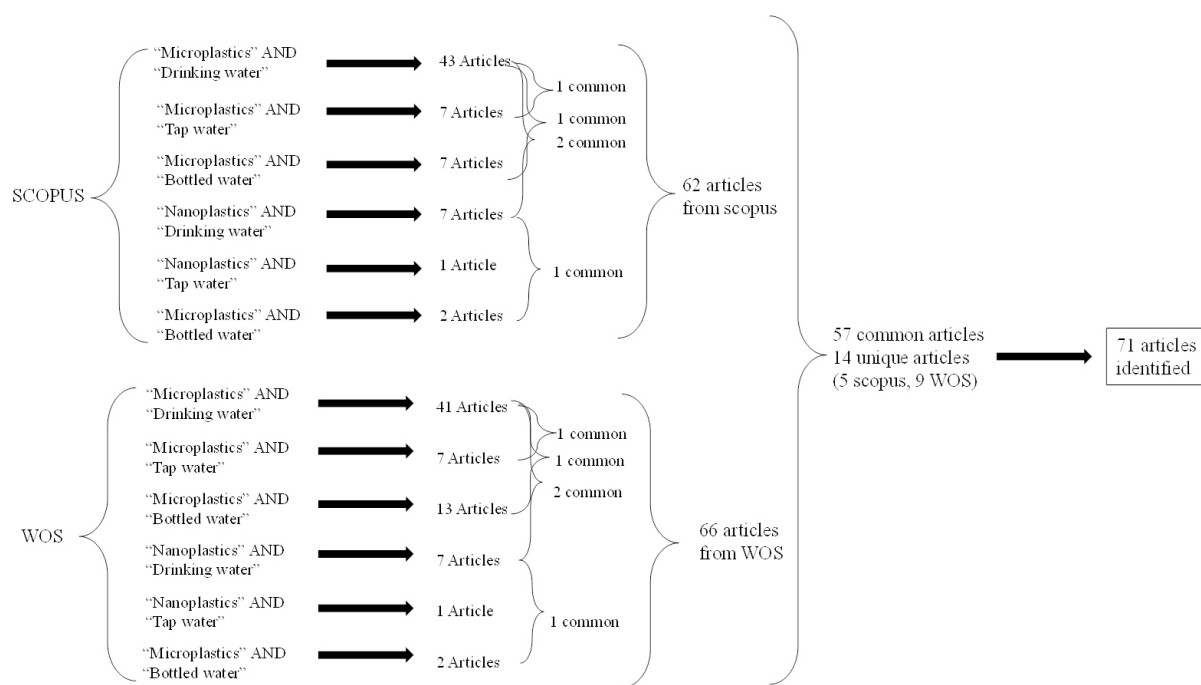 SCOPUS
“Microplastics” AND
“Drinking water”
43 Articles
“Microplastics” AND
“Tap water”
7 Articles
“Microplastics” AND
“Bottled water”
7 Articles
“Nanoplastics” AND
“Drinking water”
7 Articles
“Nanoplastics” AND
“Tap water”
1 Article
“Microplastics” AND
“Bottled water”
2 Articles
1 common
1 common
2 common
1 common
62 articles
from scopus
WOS
“Microplastics” AND
“Drinking water”
41 Articles
“Microplastics” AND
“Tap water”
7 Articles
“Microplastics” AND
“Bottled water”
13 Articles
“Nanoplastics” AND
“Drinking water”
7 Articles
“Nanoplastics” AND
“Tap water”
1 Article
“Microplastics” AND
“Bottled water”
2 Articles
1 common
1 common
2 common
1 common
66 articles
from WOS
57 common articles
14 unique articles
(5 scopus, 9 WOS)
71 articles
identified